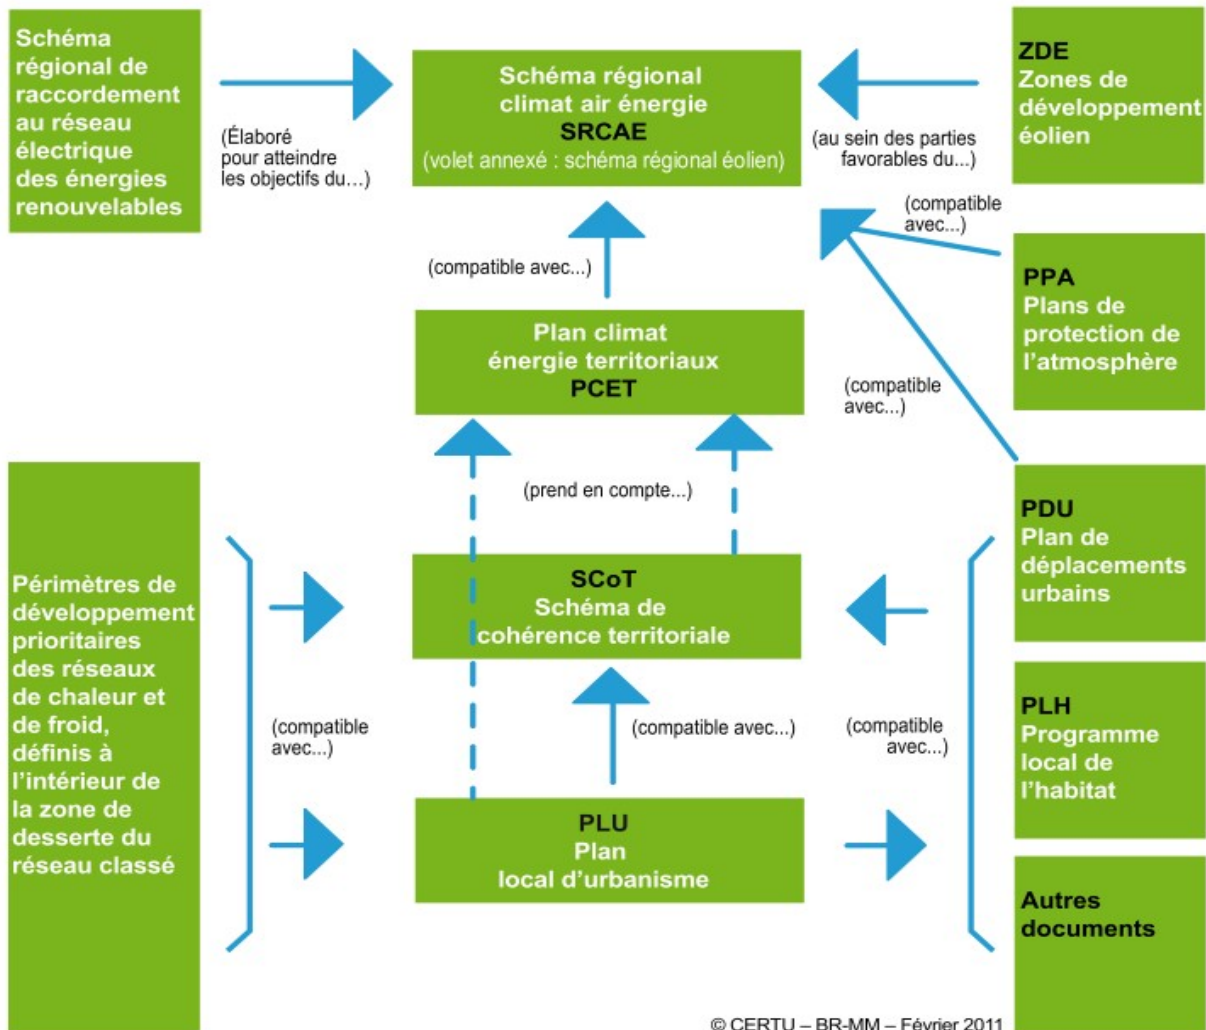 Schéma
régional de
raccordement
au réseau
électrique
des énergies
renouvelables
(Élaboré
pour atteindre
les objectifs du...)
Schéma régional
climat air énergie
SRCAE
(volet annexé : schéma régional éolien)
(au sein des parties
favorables du...)
ZDE
Zones de
développement
éolien
(compatible
avec...)
(compatible avec...)
PPA
Plans de
protection de
l’atmosphère
Plan climat
énergie territoriaux
PCET
(compatible
avec...)
(prend en compte...)
Périmètres de
développement
prioritaires
des réseaux
de chaleur et
de froid,
définis à
l’intérieur de
la zone de
desserte du
réseau classé
SCoT
Schéma de
cohérence territoriale
PDU
Plan de
déplacements
urbains
(compatible
avec...)
(compatible avec...)
(compatible
avec...)
PLH
Programme
local de
l’habitat
PLU
Plan
local d’urbanisme
Autres
documents
© CERTU – BR-MM – Février 2011